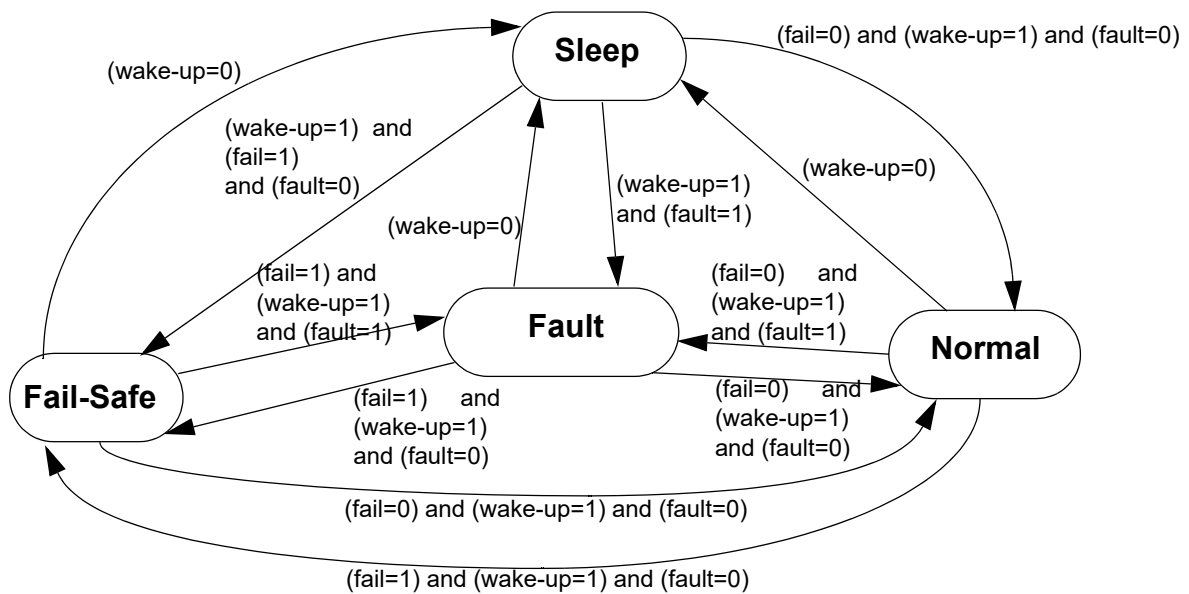 Sleep
(fail=0) and (wake-up=1) and (fault=0)
(wake-up=0)
(wake-up=1) and
(fail=1)
and (fault=0)
(wake-up=0)
(wake-up=1)
and (fault=1)
(wake-up=0)
(fail=1) and
(wake-up=1)
and (fault=1)
Fault
(fail=0) and
(wake-up=1)
and (fault=1)
Normal
Fail-Safe
(fail=1) and
(wake-up=1)
and (fault=0)
(fail=0) and
(wake-up=1)
and (fault=0)
(fail=0) and (wake-up=1) and (fault=0)
(fail=1) and (wake-up=1) and (fault=0)